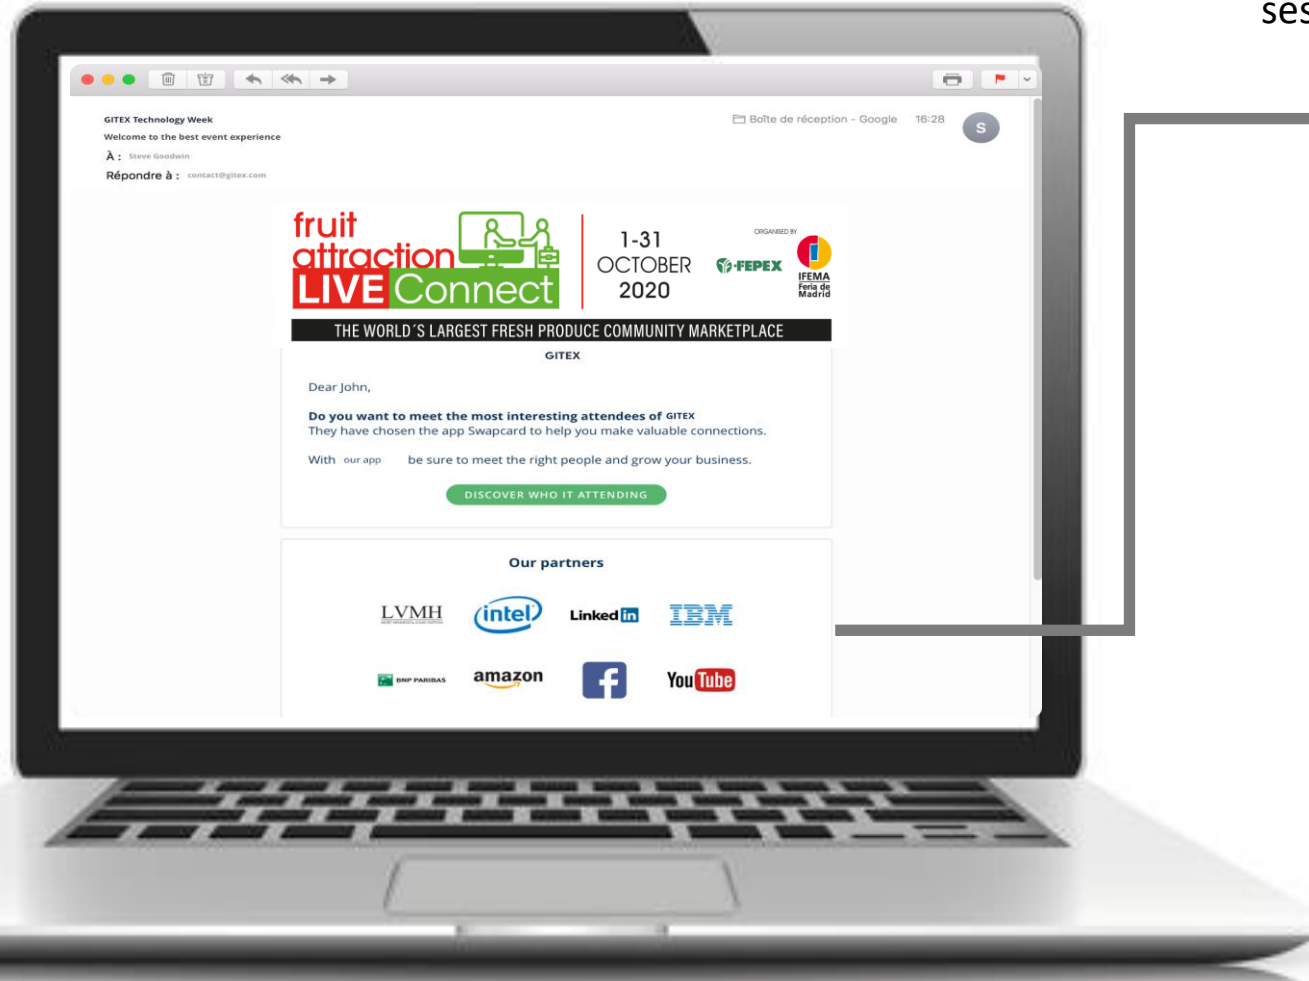 ses
GITEX Technology Week
Welcome to the best event experience
À : Steve Goodwin
Répondre à : contact@gitex.com
Boîte de réception - Google 16:28
S
fruit
attraction
LIVE Connect
1-31
OCTOBER
2020
ORGANISED BY
FEPEX
IFEMA
Feria de
Madrid
THE WORLD´S LARGEST FRESH PRODUCE COMMUNITY MARKETPLACE
GITEX
Dear John,
Do you want to meet the most interesting attendees of GITEX
They have chosen the app Swapcard to help you make valuable connections.
With our app be sure to meet the right people and grow your business.
DISCOVER WHO IT ATTENDING
Our partners
LVMH
intel
Linked in
IBM
BNP PARIBAS
amazon
f
YouTube